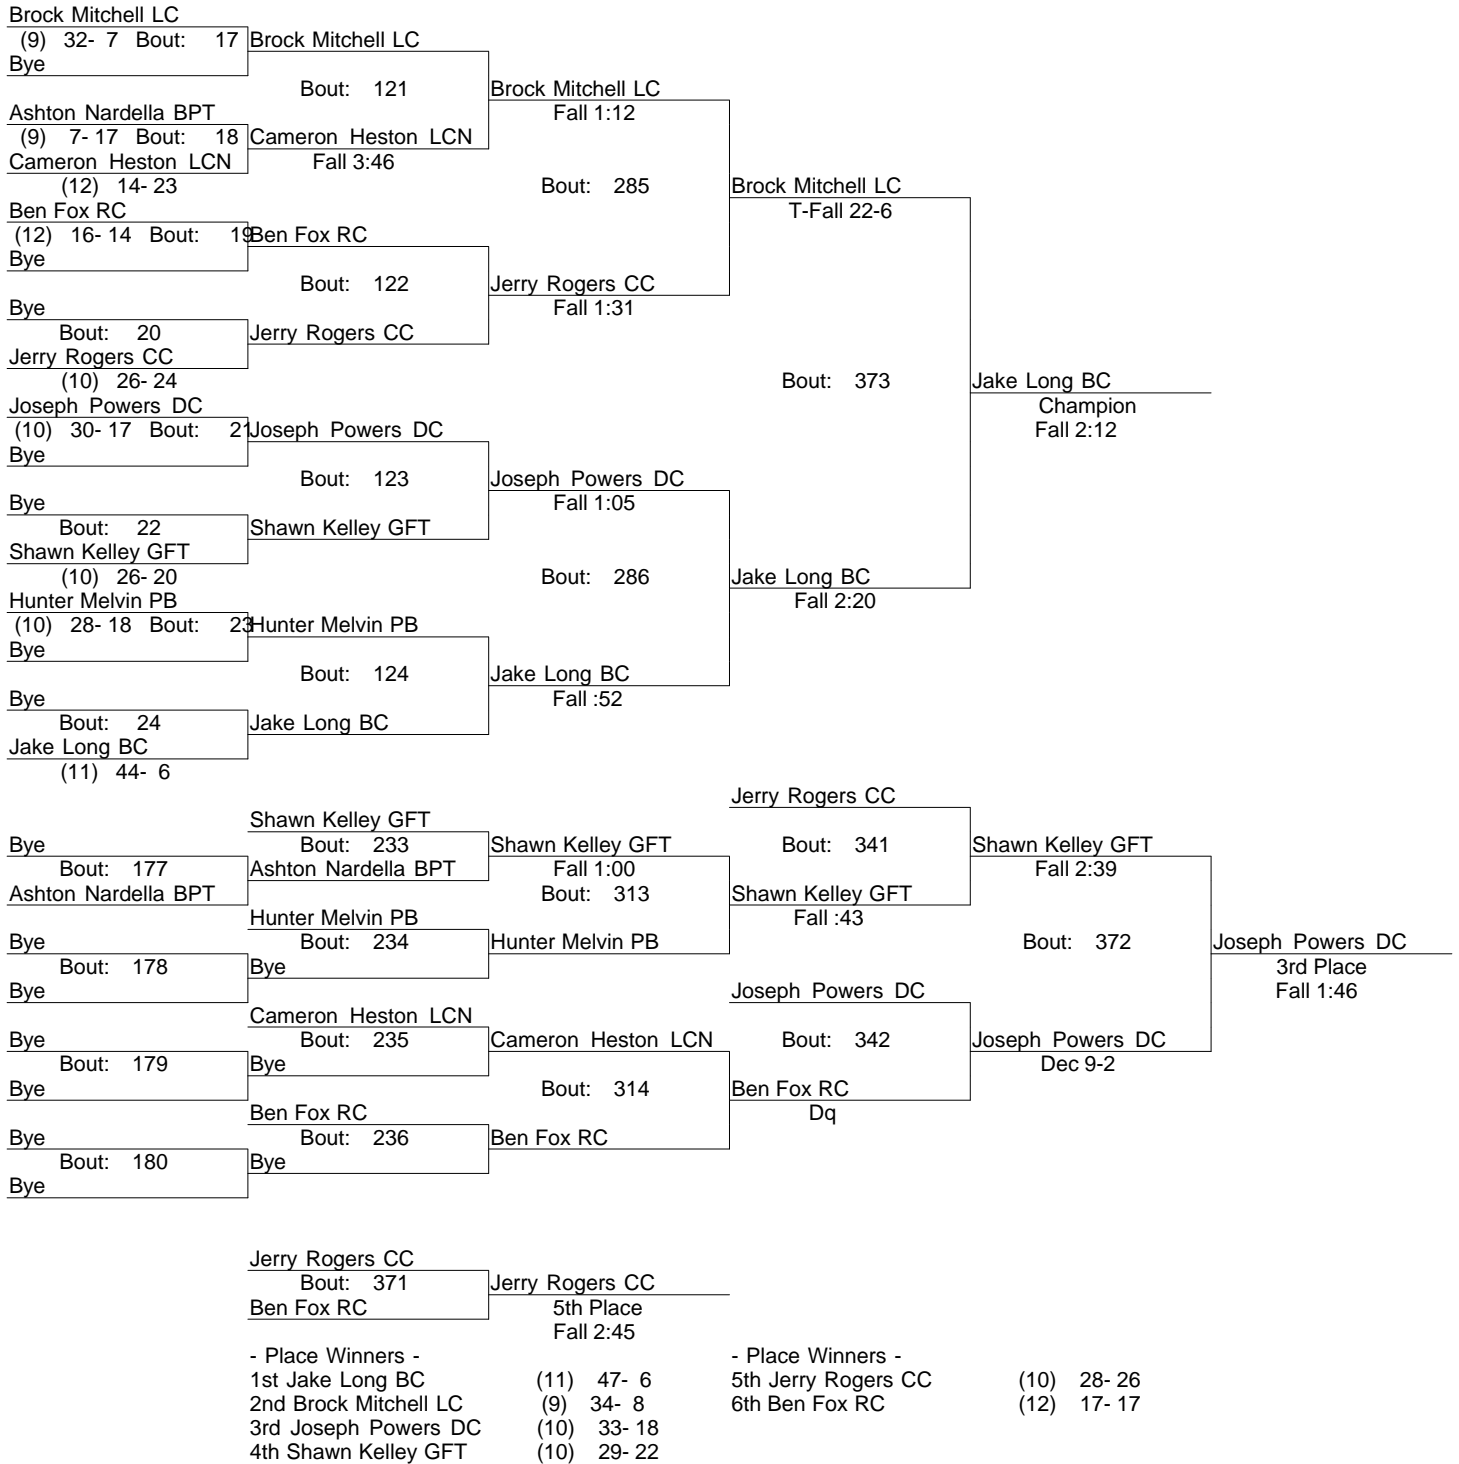 Brock Mitchell LC
(9) 32- 7 Bout: 17 Brock Mitchell LC
Bye
Bout: 121 Brock Mitchell LC
Ashton Nardella BPT Fall 1:12
(9) 7- 17 Bout: 18 Cameron Heston LCN
Cameron Heston LCN Fall 3:46
(12) 14- 23 Bout: 285 Brock Mitchell LC
Ben Fox RC T-Fall 22-6
(12) 16- 14 Bout: 19 Ben Fox RC
Bye
Bout: 122 Jerry Rogers CC
Bye Fall 1:31
Bout: 20 Jerry Rogers CC
Jerry Rogers CC
(10) 26- 24 Bout: 373 Jake Long BC
Joseph Powers DC Champion
(10) 30- 17 Bout: 21 Joseph Powers DC Fall 2:12
Bye
Bout: 123 Joseph Powers DC
Bye Fall 1:05
Bout: 22 Shawn Kelley GFT
Shawn Kelley GFT
(10) 26- 20 Bout: 286 Jake Long BC
Hunter Melvin PB Fall 2:20
(10) 28- 18 Bout: 23 Hunter Melvin PB
Bye
Bout: 124 Jake Long BC
Bye Fall :52
Bout: 24 Jake Long BC
Jake Long BC
(11) 44- 6
Jerry Rogers CC
Shawn Kelley GFT
Bye Bout: 233 Shawn Kelley GFT Bout: 341 Shawn Kelley GFT
Bout: 177 Ashton Nardella BPT Fall 1:00 Fall 2:39
Ashton Nardella BPT Bout: 313 Shawn Kelley GFT
Hunter Melvin PB Fall :43
Bye Bout: 234 Hunter Melvin PB Bout: 372 Joseph Powers DC
Bout: 178 Bye 3rd Place
Bye Joseph Powers DC Fall 1:46
Cameron Heston LCN
Bye Bout: 235 Cameron Heston LCN Bout: 342 Joseph Powers DC
Bout: 179 Bye Dec 9-2
Bye Bout: 314 Ben Fox RC
Ben Fox RC Dq
Bye Bout: 236 Ben Fox RC
Bout: 180 Bye
Bye
Jerry Rogers CC
Bout: 371 Jerry Rogers CC
Ben Fox RC 5th Place
Fall 2:45
- Place Winners - - Place Winners -
1st Jake Long BC (11) 47- 6 5th Jerry Rogers CC (10) 28- 26
2nd Brock Mitchell LC (9) 34- 8 6th Ben Fox RC (12) 17- 17
3rd Joseph Powers DC (10) 33- 18
4th Shawn Kelley GFT (10) 29- 22